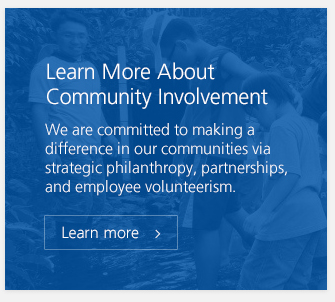 Learn More About
Community Involvement
We are committed to making a
difference in our communities via
strategic philanthropy, partnerships,
and employee volunteerism.
Learn more >